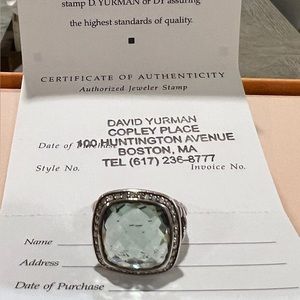 stamp D.YURMAN or DY assuring
the highest standards of quality.
CERTIFICATE OF AUTHENTICITY
Authorized Jeweler Stamp
DAVID YURMAN
COPLEY PLACE
Date of
100 HUNTINGTON AVENUE
BOSTON, MA
Style No.
Invoice No.
TEL (617) 236-8777
Name
Address
Date of Purchase